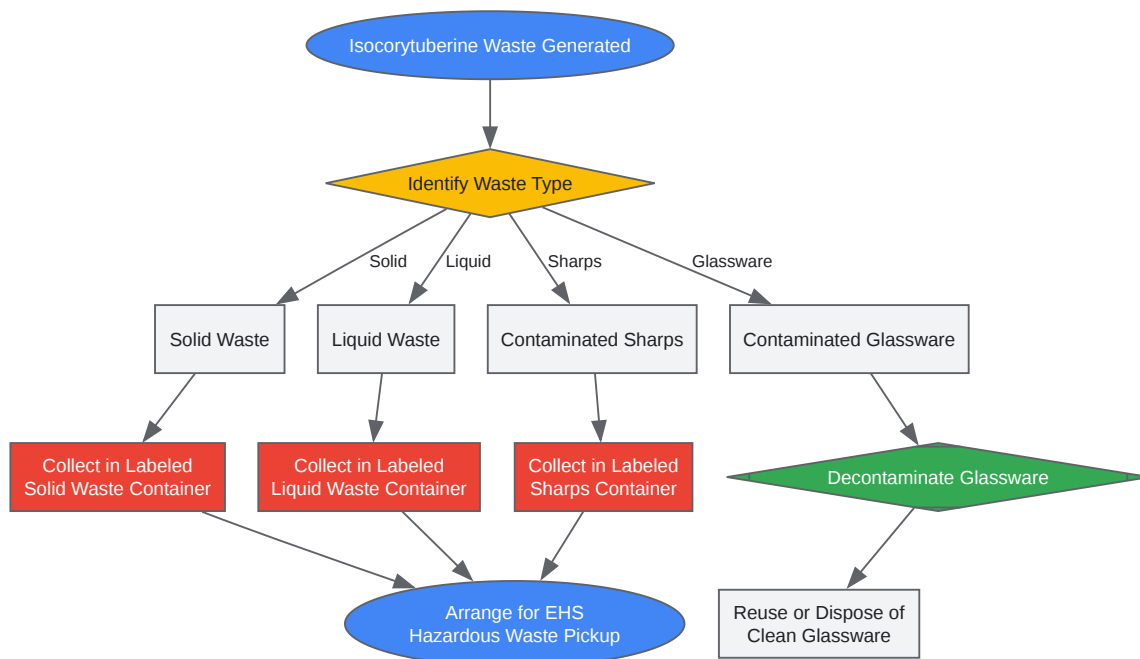 Isocorytuberine Waste Generated
Identify Waste Type
Solid
Liquid
Sharps
Glassware
Solid Waste
Liquid Waste
Contaminated Sharps
Contaminated Glassware
Collect in Labeled
Solid Waste Container
Collect in Labeled
Liquid Waste Container
Collect in Labeled
Sharps Container
Decontaminate Glassware
Arrange for EHS
Hazardous Waste Pickup
Reuse or Dispose of
Clean Glassware